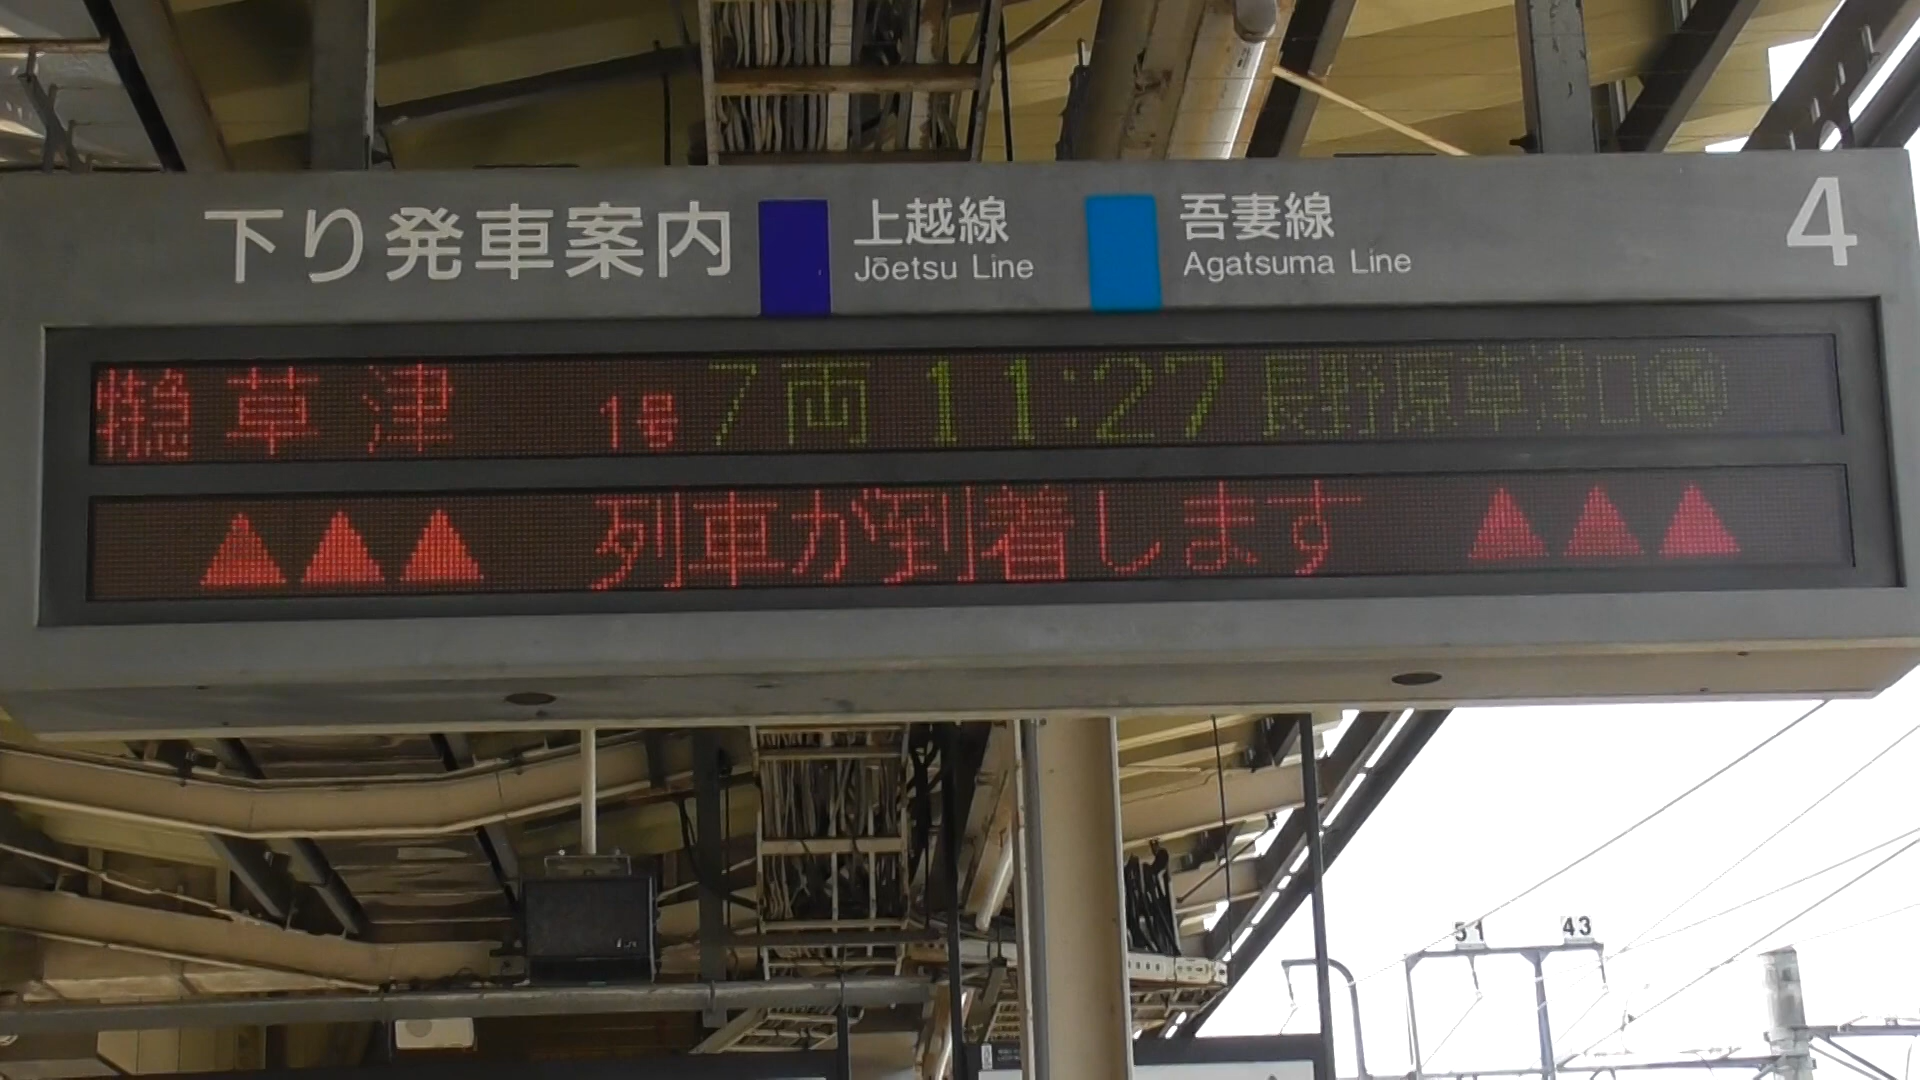 下り発車案内 上越線 吾妻線 4
Jōetsu Line Agatsuma Line
特急 草津 1号 7両 11:27 長野原草津口
▲▲▲ 列車が到着します ▲▲▲
51 43